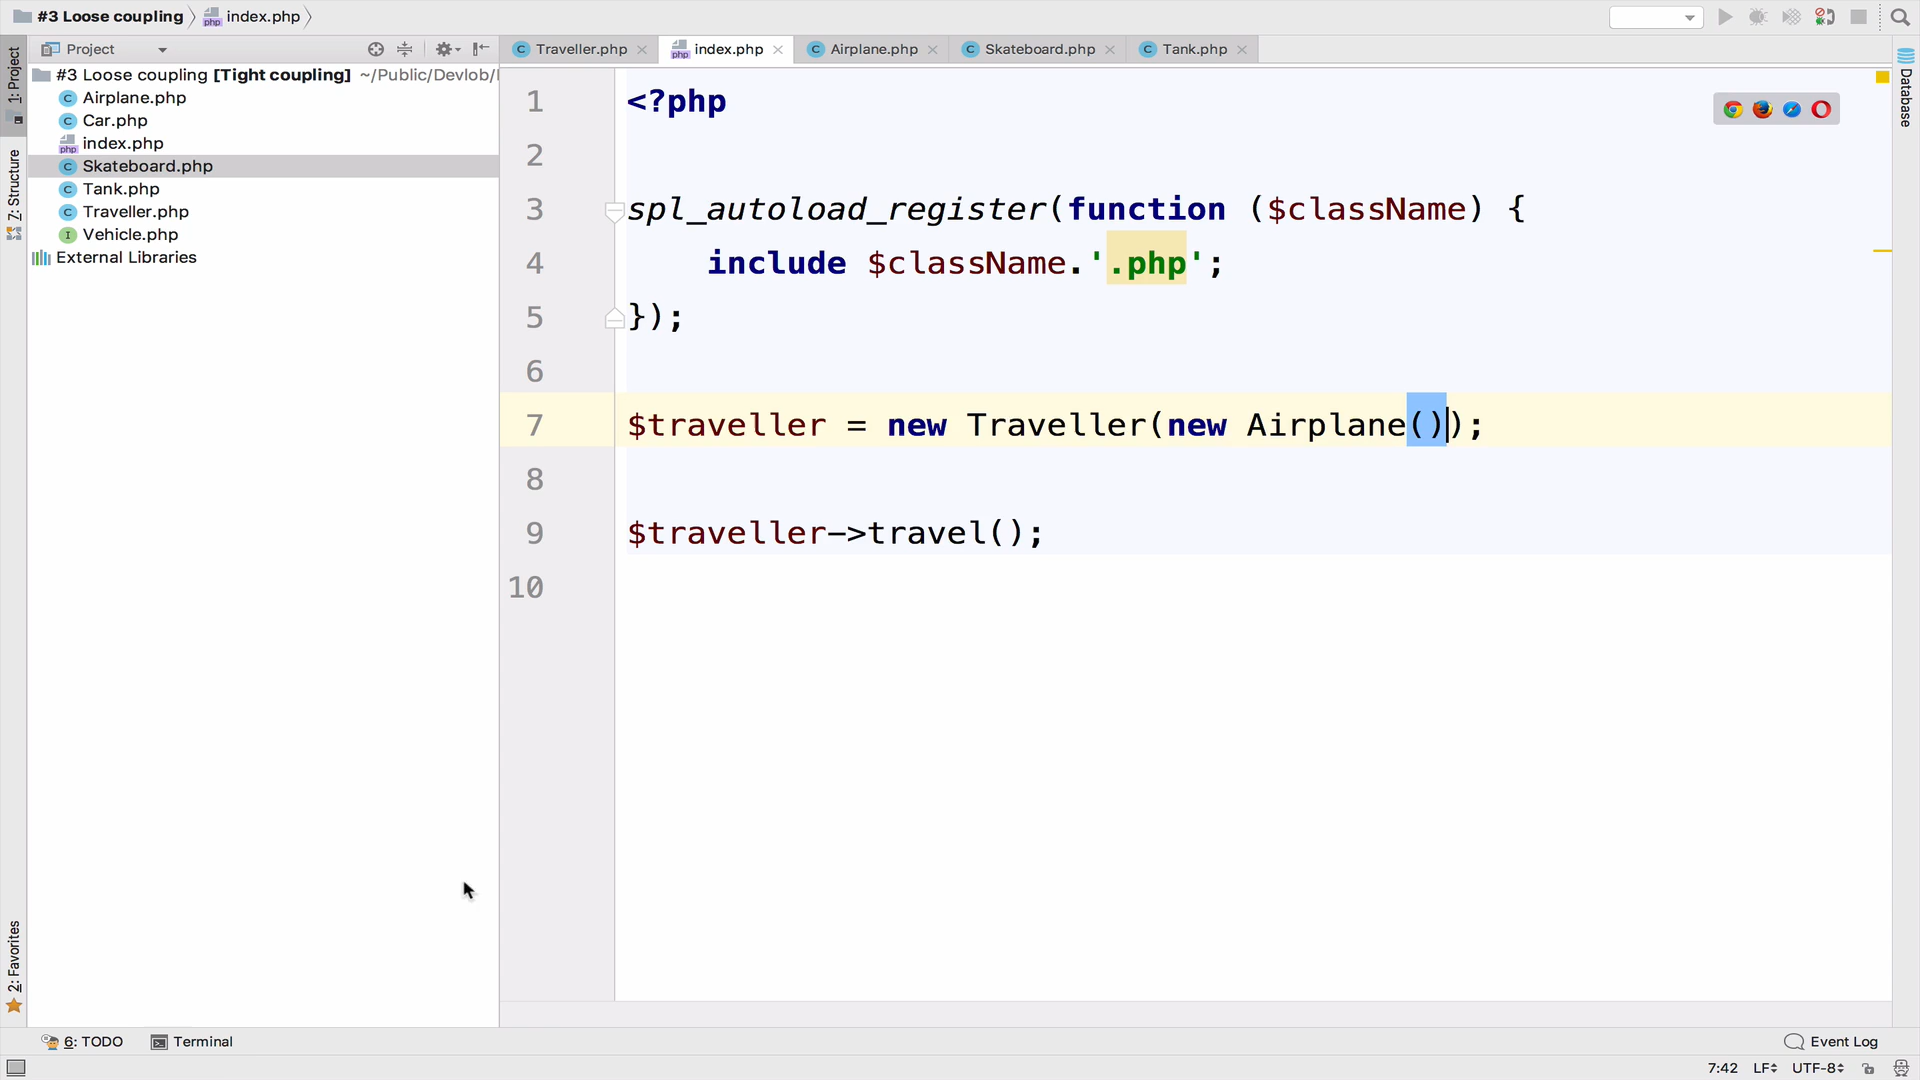 #3 Loose coupling index.php
1: Project
7: Structure
2: Favorites
Project
#3 Loose coupling [Tight coupling] ~/Public/Devlob/
Airplane.php
Car.php
index.php
Skateboard.php
Tank.php
Traveller.php
Vehicle.php
External Libraries
Traveller.php index.php Airplane.php Skateboard.php Tank.php
1 <?php
2
3 spl_autoload_register(function ($className) {
4     include $className.'.php';
5 });
6
7 $traveller = new Traveller(new Airplane());
8
9 $traveller->travel();
10
Database
6: TODO Terminal Event Log
7:42 LF UTF-8